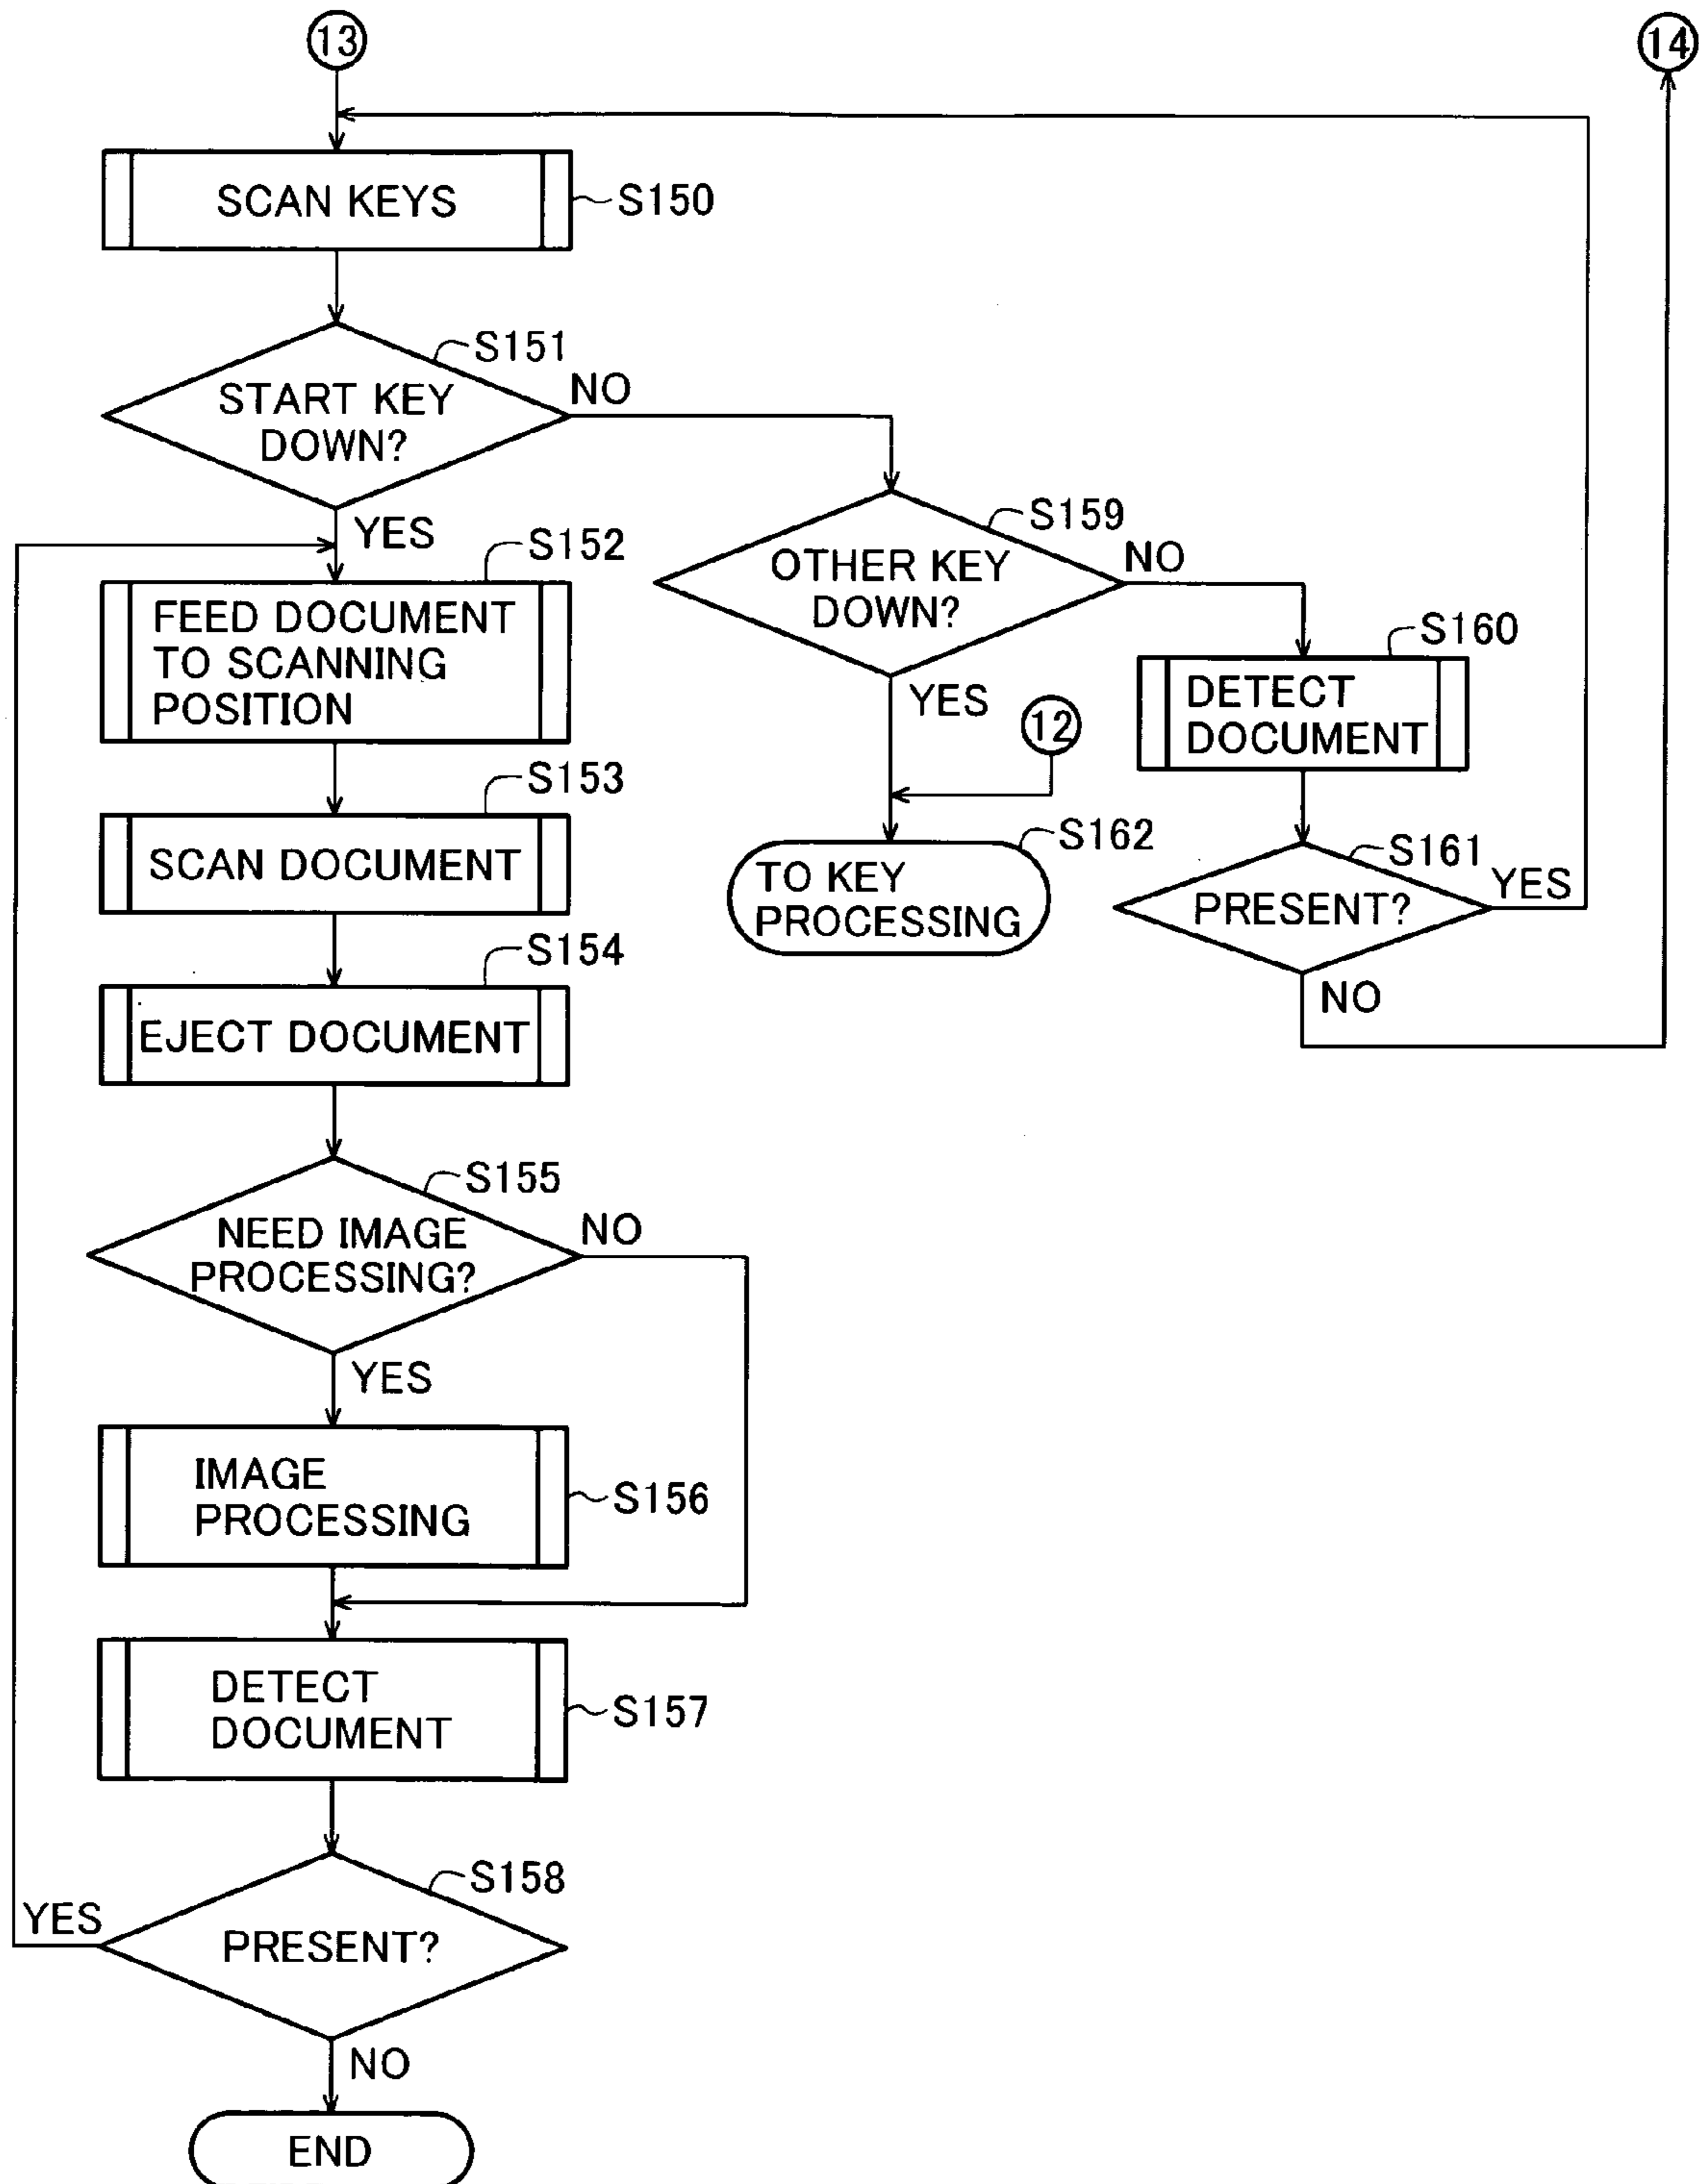 13
14
SCAN KEYS
S150
S151
START KEY
DOWN?
NO
YES
S159
OTHER KEY
DOWN?
NO
YES
S152
FEED DOCUMENT
TO SCANNING
POSITION
S160
DETECT
DOCUMENT
12
S153
SCAN DOCUMENT
S162
TO KEY
PROCESSING
S161
PRESENT?
YES
NO
S154
EJECT DOCUMENT
S155
NEED IMAGE
PROCESSING?
NO
YES
IMAGE
PROCESSING
S156
DETECT
DOCUMENT
S157
S158
YES
PRESENT?
NO
END